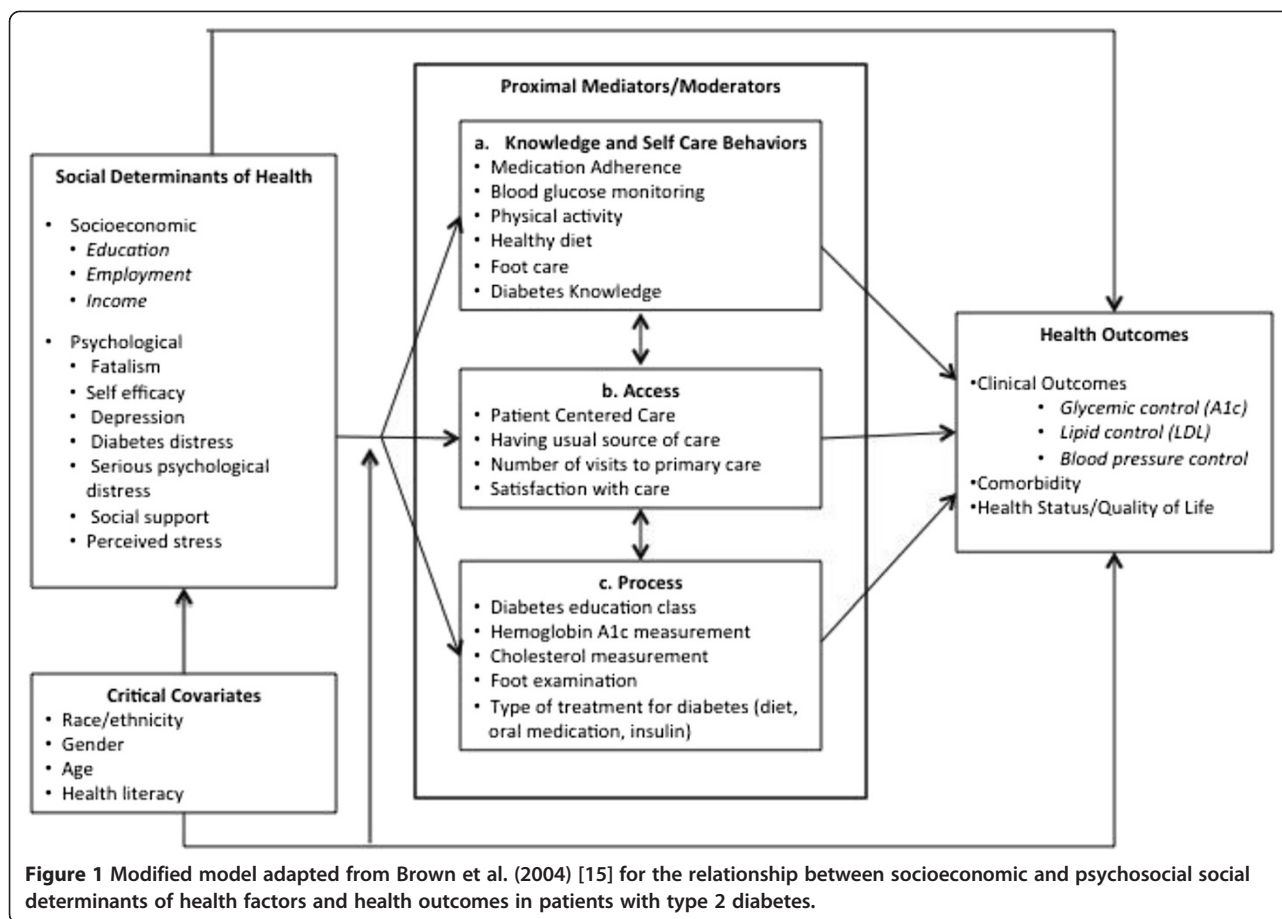 Social Determinants of Health
• Socioeconomic
• Education
• Employment
• Income
• Psychological
• Fatalism
• Self efficacy
• Depression
• Diabetes distress
• Serious psychological
distress
• Social support
• Perceived stress
Critical Covariates
• Race/ethnicity
• Gender
• Age
• Health literacy
Proximal Mediators/Moderators
a. Knowledge and Self Care Behaviors
• Medication Adherence
• Blood glucose monitoring
• Physical activity
• Healthy diet
• Foot care
• Diabetes Knowledge
b. Access
• Patient Centered Care
• Having usual source of care
• Number of visits to primary care
• Satisfaction with care
c. Process
• Diabetes education class
• Hemoglobin A1c measurement
• Cholesterol measurement
• Foot examination
• Type of treatment for diabetes (diet,
oral medication, insulin)
Health Outcomes
•Clinical Outcomes
• Glycemic control (A1c)
• Lipid control (LDL)
• Blood pressure control
•Comorbidity
•Health Status/Quality of Life
Figure 1 Modified model adapted from Brown et al. (2004) [15] for the relationship between socioeconomic and psychosocial social
determinants of health factors and health outcomes in patients with type 2 diabetes.